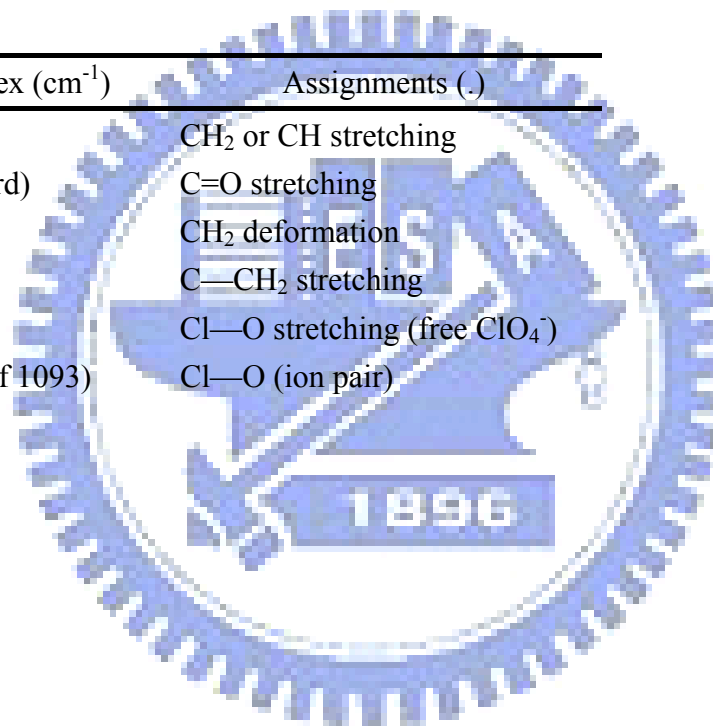 ex (cm⁻¹) Assignments (.)
CH₂ or CH stretching
rd) C=O stretching
CH₂ deformation
C—CH₂ stretching
Cl—O stretching (free ClO₄⁻)
f 1093) Cl—O (ion pair)
E S A
1896